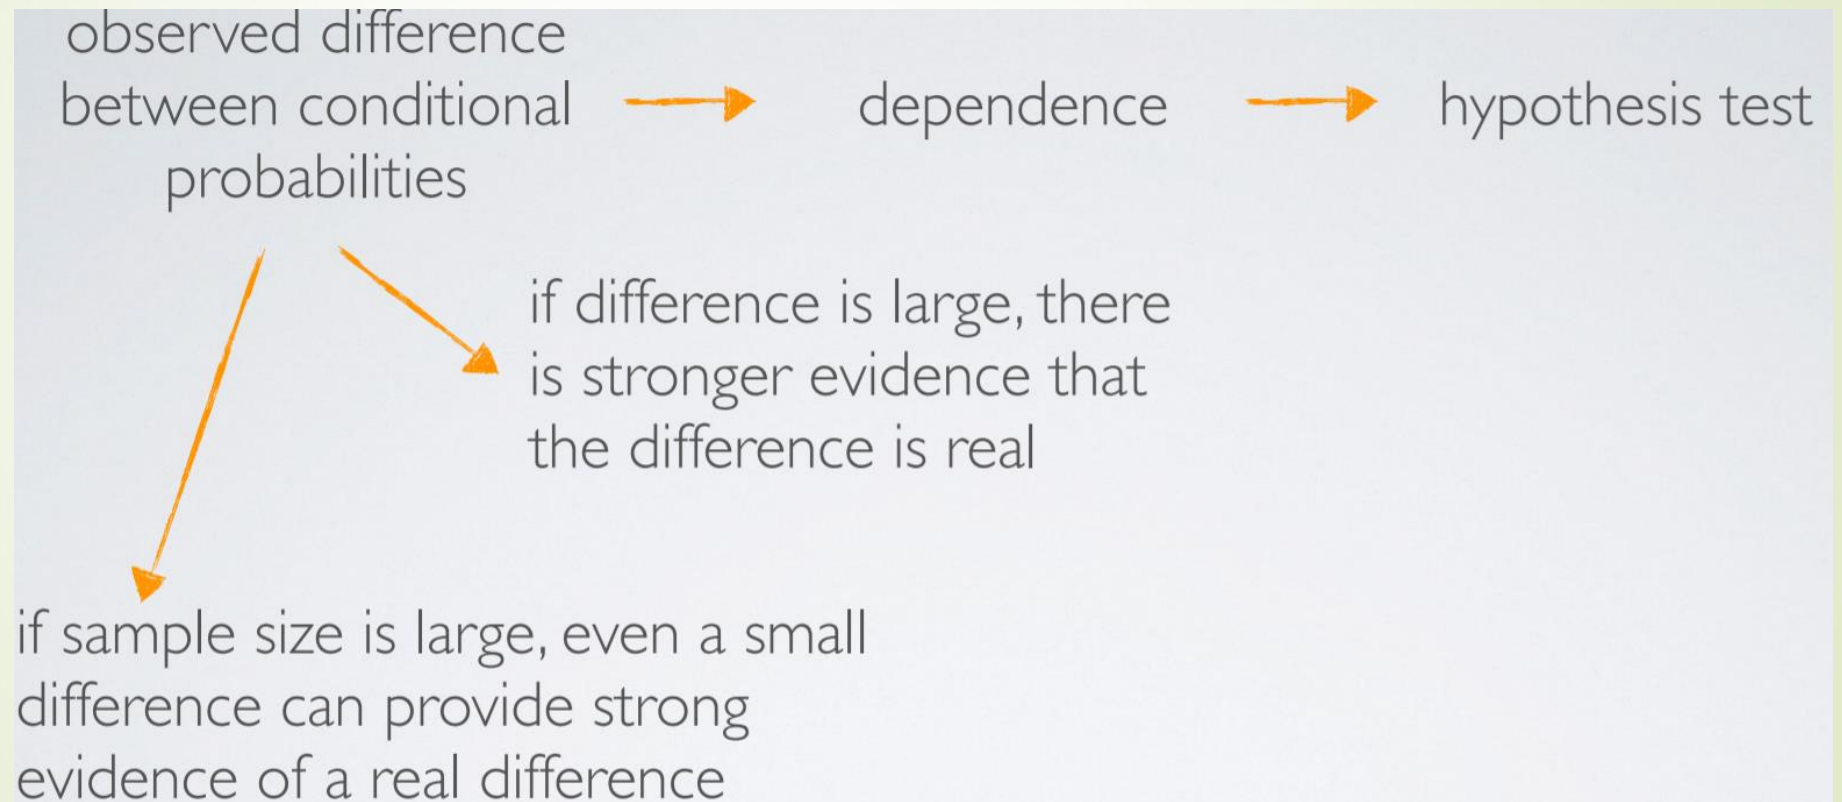 observed difference
between conditional
probabilities
dependence
hypothesis test
if difference is large, there
is stronger evidence that
the difference is real
if sample size is large, even a small
difference can provide strong
evidence of a real difference